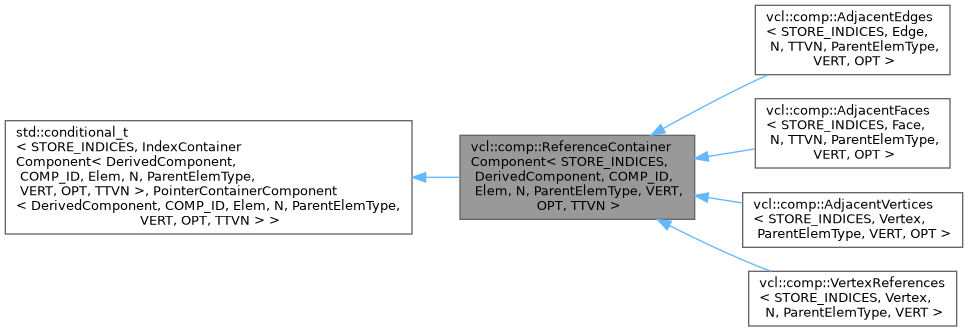 std::conditional_t
< STORE_INDICES, IndexContainer
Component< DerivedComponent,
COMP_ID, Elem, N, ParentElemType,
VERT, OPT, TTVN >, PointerContainerComponent
< DerivedComponent, COMP_ID, Elem, N, ParentElemType,
VERT, OPT, TTVN > >
vcl::comp::ReferenceContainer
Component< STORE_INDICES,
DerivedComponent, COMP_ID,
Elem, N, ParentElemType, VERT,
OPT, TTVN >
vcl::comp::AdjacentEdges
< STORE_INDICES, Edge,
N, TTVN, ParentElemType,
VERT, OPT >
vcl::comp::AdjacentFaces
< STORE_INDICES, Face,
N, TTVN, ParentElemType,
VERT, OPT >
vcl::comp::AdjacentVertices
< STORE_INDICES, Vertex,
ParentElemType, VERT, OPT >
vcl::comp::VertexReferences
< STORE_INDICES, Vertex,
N, ParentElemType, VERT >